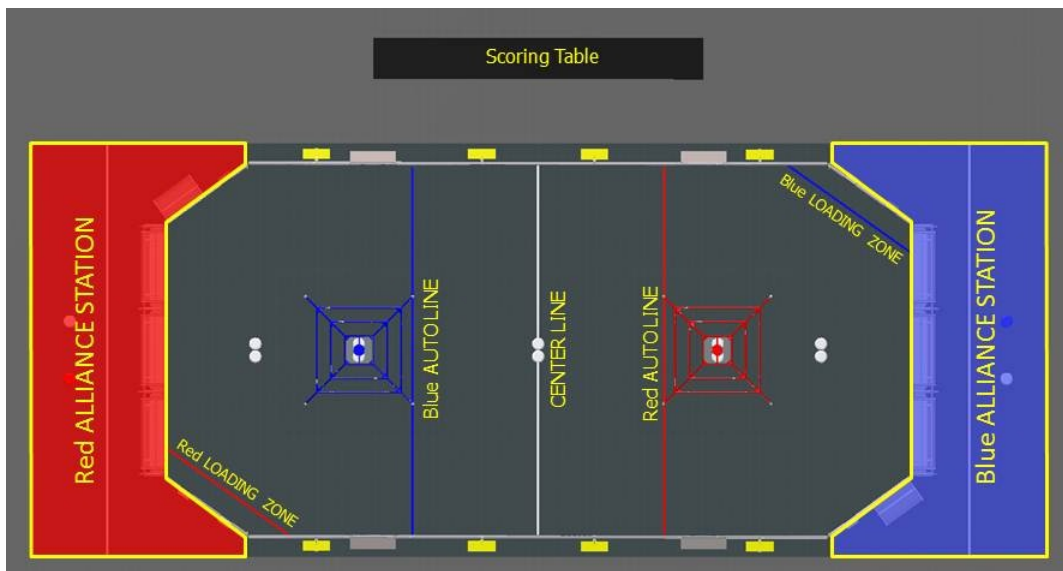 Scoring Table
Red ALLIANCE STATION
Red LOADING ZONE
Blue AUTOLINE
CENTER LINE
Red AUTOLINE
Blue LOADING ZONE
Blue ALLIANCE STATION